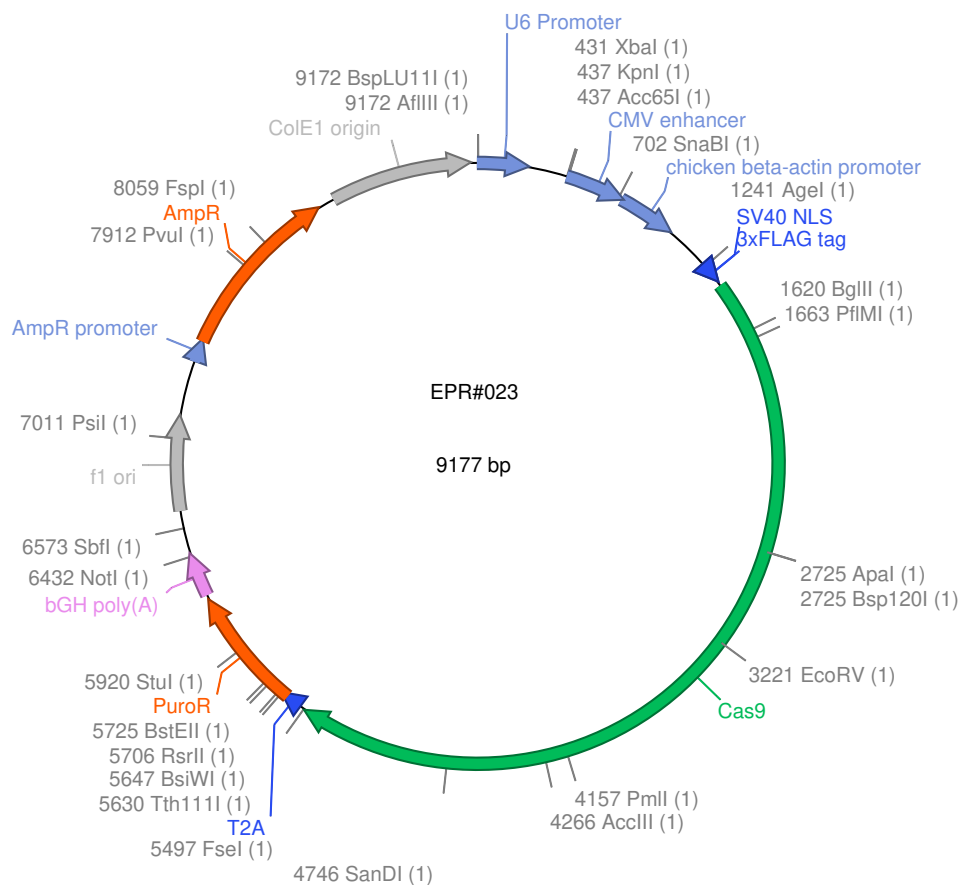 U6 Promoter
431 XbaI (1)
437 KpnI (1)
437 Acc65I (1)
CMV enhancer
702 SnaBI (1)
chicken beta-actin promoter
1241 AgeI (1)
SV40 NLS
3xFLAG tag
1620 BglII (1)
1663 PflMI (1)
2725 ApaI (1)
2725 Bsp120I (1)
3221 EcoRV (1)
Cas9
4157 PmlI (1)
4266 AccIII (1)
4746 SanDI (1)
5497 FseI (1)
T2A
5630 Tth111I (1)
5647 BsiWI (1)
5706 RsrII (1)
5725 BstEII (1)
PuroR
5920 StuI (1)
bGH poly(A)
6432 NotI (1)
6573 SbfI (1)
f1 ori
7011 PsiI (1)
AmpR promoter
7912 PvuI (1)
AmpR
8059 FspI (1)
ColE1 origin
9172 AflIII (1)
9172 BspLU11I (1)
EPR#023
9177 bp